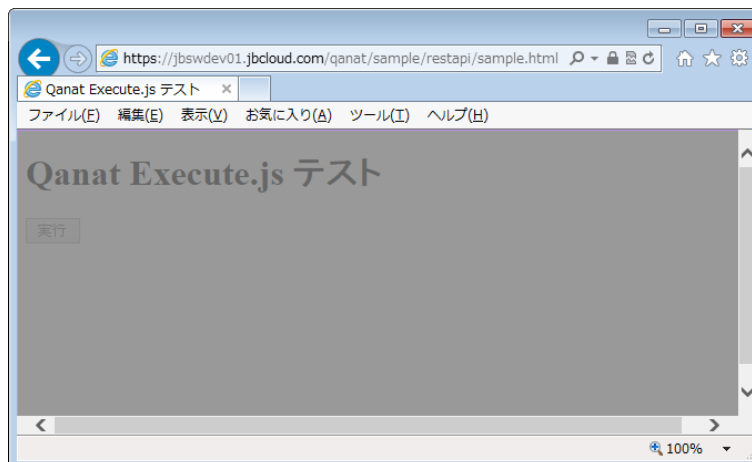 https://jbswdev01.jbcloud.com/qanat/sample/restapi/sample.html
Qanat Execute.js テスト ×
ファイル(F) 編集(E) 表示(V) お気に入り(A) ツール(T) ヘルプ(H)
Qanat Execute.js テスト
実行
100%